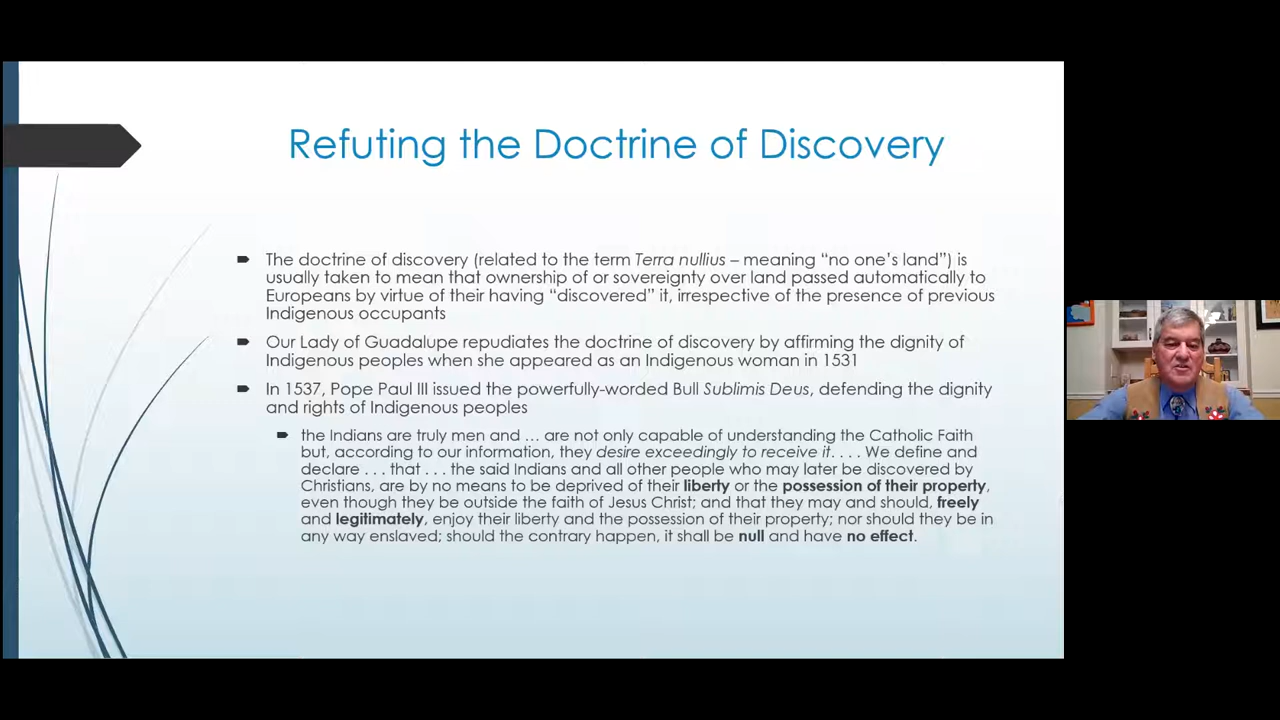 Refuting the Doctrine of Discovery
The doctrine of discovery (related to the term Terra nullius – meaning “no one’s land”) is
usually taken to mean that ownership of or sovereignty over land passed automatically to
Europeans by virtue of their having “discovered” it, irrespective of the presence of previous
Indigenous occupants
Our Lady of Guadalupe repudiates the doctrine of discovery by affirming the dignity of
Indigenous peoples when she appeared as an Indigenous woman in 1531
In 1537, Pope Paul III issued the powerfully-worded Bull Sublimis Deus, defending the dignity
and rights of Indigenous peoples
the Indians are truly men and … are not only capable of understanding the Catholic Faith
but, according to our information, they desire exceedingly to receive it. . . . We define and
declare . . . that . . . the said Indians and all other people who may later be discovered by
Christians, are by no means to be deprived of their liberty or the possession of their property,
even though they be outside the faith of Jesus Christ; and that they may and should, freely
and legitimately, enjoy their liberty and the possession of their property; nor should they be in
any way enslaved; should the contrary happen, it shall be null and have no effect.